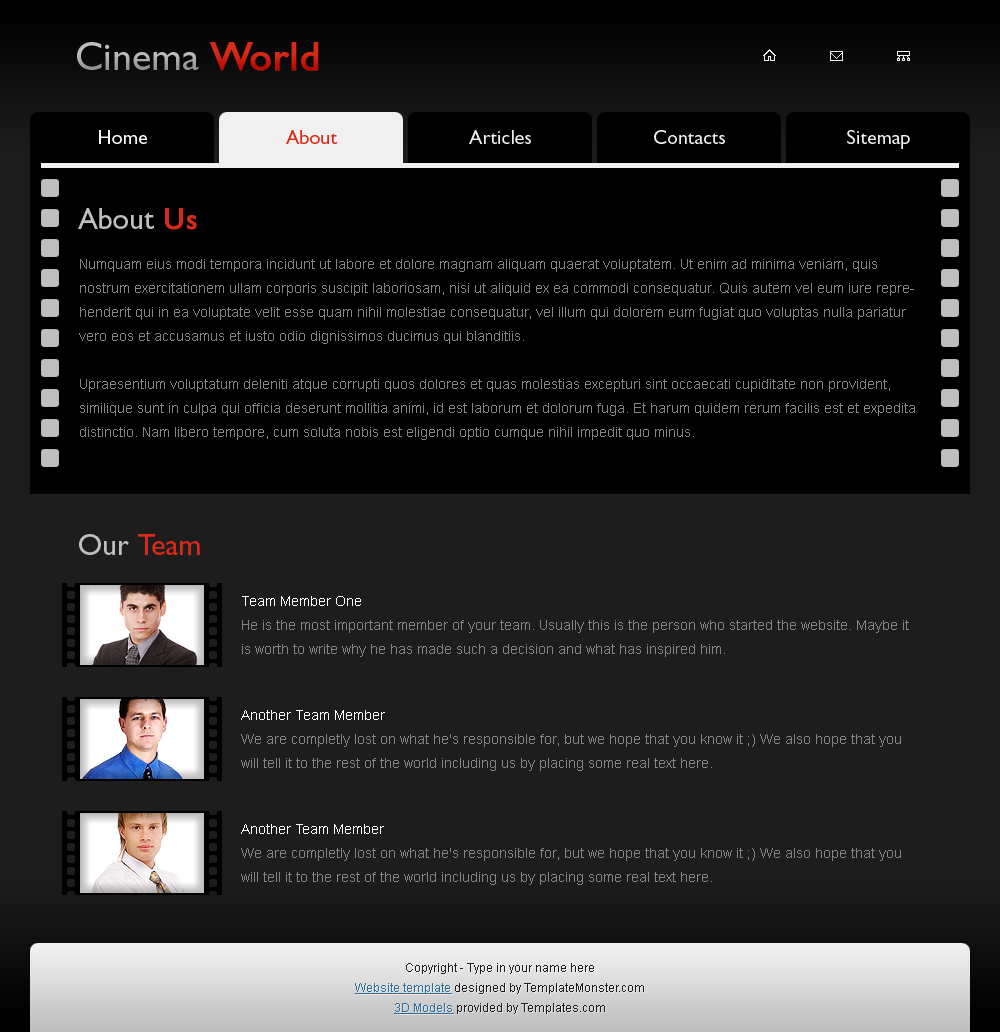 Cinema World
Home
About
Articles
Contacts
Sitemap
About Us
Numquam eius modi tempora incidunt ut labore et dolore magnam aliquam quaerat voluptatem. Ut enim ad minima veniam, quis
nostrum exercitationem ullam corporis suscipit laboriosam, nisi ut aliquid ex ea commodi consequatur. Quis autem vel eum iure repre-
henderit qui in ea voluptate velit esse quam nihil molestiae consequatur, vel illum qui dolorem eum fugiat quo voluptas nulla pariatur
vero eos et accusamus et iusto odio dignissimos ducimus qui blanditiis.
Upraesentium voluptatum deleniti atque corrupti quos dolores et quas molestias excepturi sint occaecati cupiditate non provident,
similique sunt in culpa qui officia deserunt mollitia animi, id est laborum et dolorum fuga. Et harum quidem rerum facilis est et expedita
distinctio. Nam libero tempore, cum soluta nobis est eligendi optio cumque nihil impedit quo minus.
Our Team
Team Member One
He is the most important member of your team. Usually this is the person who started the website. Maybe it
is worth to write why he has made such a decision and what has inspired him.
Another Team Member
We are completly lost on what he's responsible for, but we hope that you know it ;) We also hope that you
will tell it to the rest of the world including us by placing some real text here.
Another Team Member
We are completly lost on what he's responsible for, but we hope that you know it ;) We also hope that you
will tell it to the rest of the world including us by placing some real text here.
Copyright - Type in your name here
Website template designed by TemplateMonster.com
3D Models provided by Templates.com